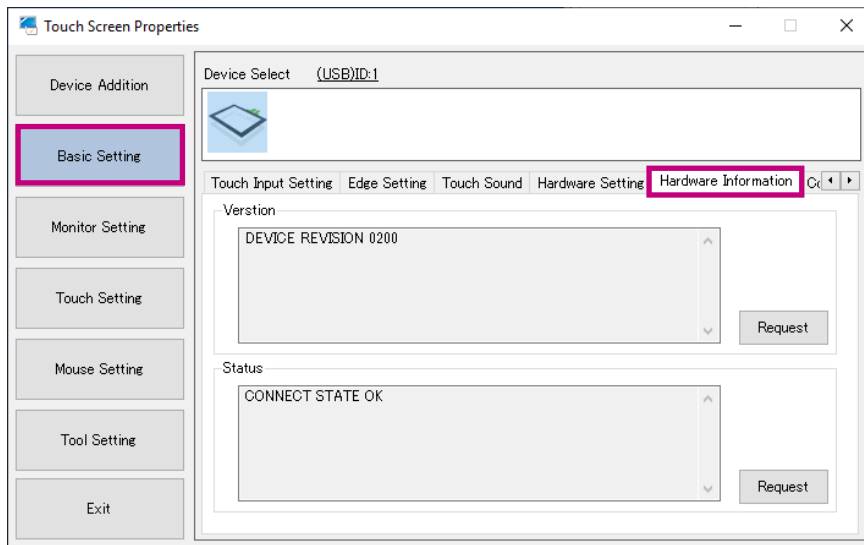 Touch Screen Properties
Device Addition
Basic Setting
Monitor Setting
Touch Setting
Mouse Setting
Tool Setting
Exit
Device Select (USB)ID:1
Touch Input Setting Edge Setting Touch Sound Hardware Setting Hardware Information
Verstion
DEVICE REVISION 0200
Request
Status
CONNECT STATE OK
Request